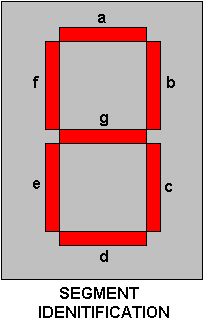 a
f b
g
e c
d
SEGMENT
IDENITIFICATION